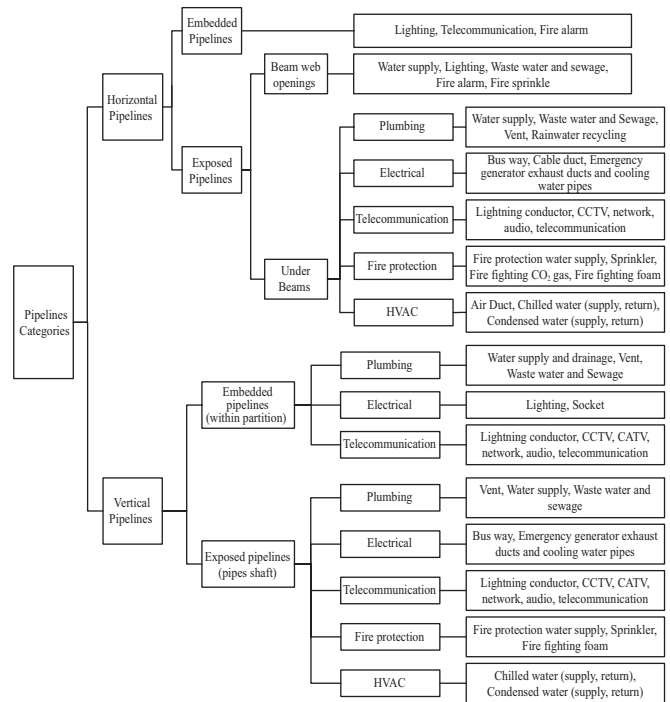 Embedded
Pipelines
Lighting, Telecommunication, Fire alarm
Horizontal
Pipelines
Beam web
openings
Water supply, Lighting, Waste water and sewage,
Fire alarm, Fire sprinkle
Exposed
Pipelines
Plumbing
Water supply, Waste water and Sewage,
Vent, Rainwater recycling
Electrical
Bus way, Cable duct, Emergency
generator exhaust ducts and cooling
water pipes
Telecommunication
Lightning conductor, CCTV, network,
audio, telecommunication
Under
Beams
Fire protection
Fire protection water supply, Sprinkler,
Fire fighting CO₂ gas, Fire fighting foam
HVAC
Air Duct, Chilled water (supply, return),
Condensed water (supply, return)
Pipelines
Categories
Embedded
pipelines
(within partition)
Plumbing
Water supply and drainage, Vent,
Waste water and Sewage
Electrical
Lighting, Socket
Telecommunication
Lightning conductor, CCTV, CATV,
network, audio, telecommunication
Vertical
Pipelines
Exposed pipelines
(pipes shaft)
Plumbing
Vent, Water supply, Waste water and
sewage
Electrical
Bus way, Emergency generator exhaust
ducts and cooling water pipes
Telecommunication
Lightning conductor, CCTV, CATV,
network, audio, telecommunication
Fire protection
Fire protection water supply, Sprinkler,
Fire fighting foam
HVAC
Chilled water (supply, return),
Condensed water (supply, return)